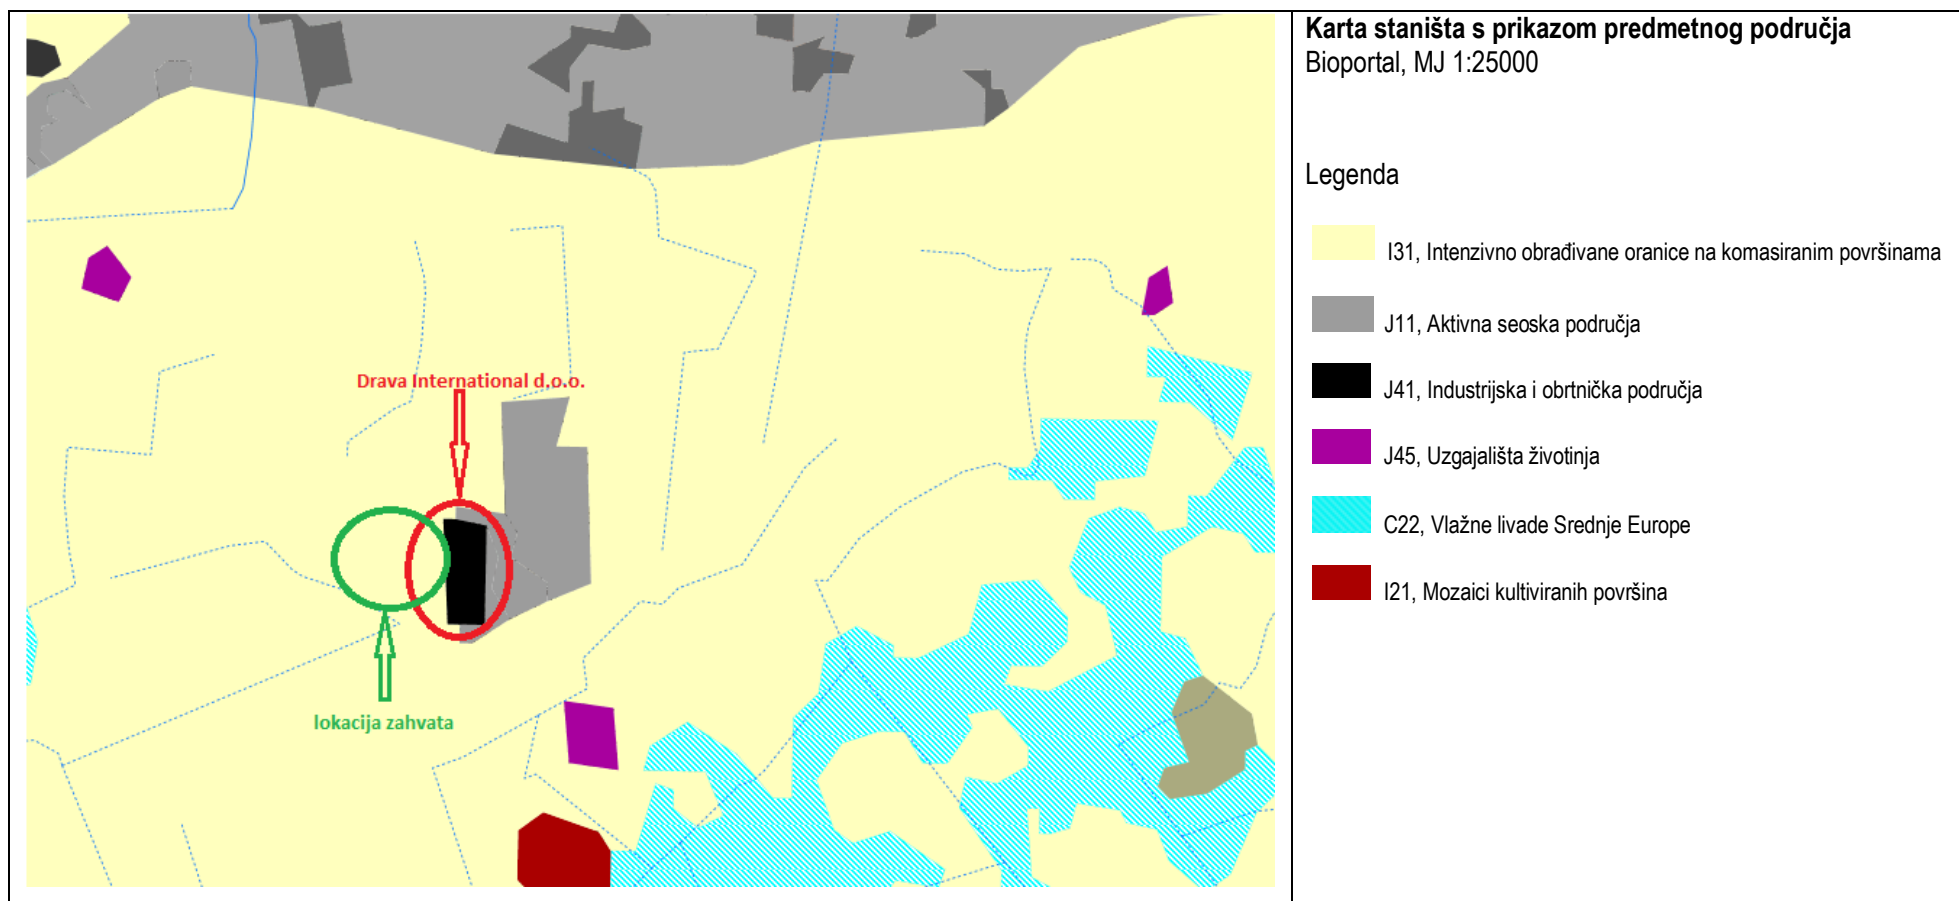 Karta staništa s prikazom predmetnog područja
Bioportal, MJ 1:25000
Legenda
I31, Intenzivno obrađivane oranice na komasiranim površinama
J11, Aktivna seoska područja
J41, Industrijska i obrtnička područja
J45, Uzgajališta životinja
C22, Vlažne livade Srednje Europe
I21, Mozaici kultiviranih površina
Drava International d.o.o.
lokacija zahvata